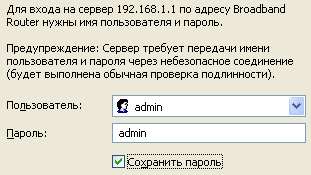 Для входа на сервер 192.168.1.1 по адресу Broadband
Router нужны имя пользователя и пароль.
Предупреждение: Сервер требует передачи имени
пользователя и пароля через небезопасное соединение
(будет выполнена обычная проверка подлинности).
Пользователь: admin
Пароль: admin
Сохранить пароль